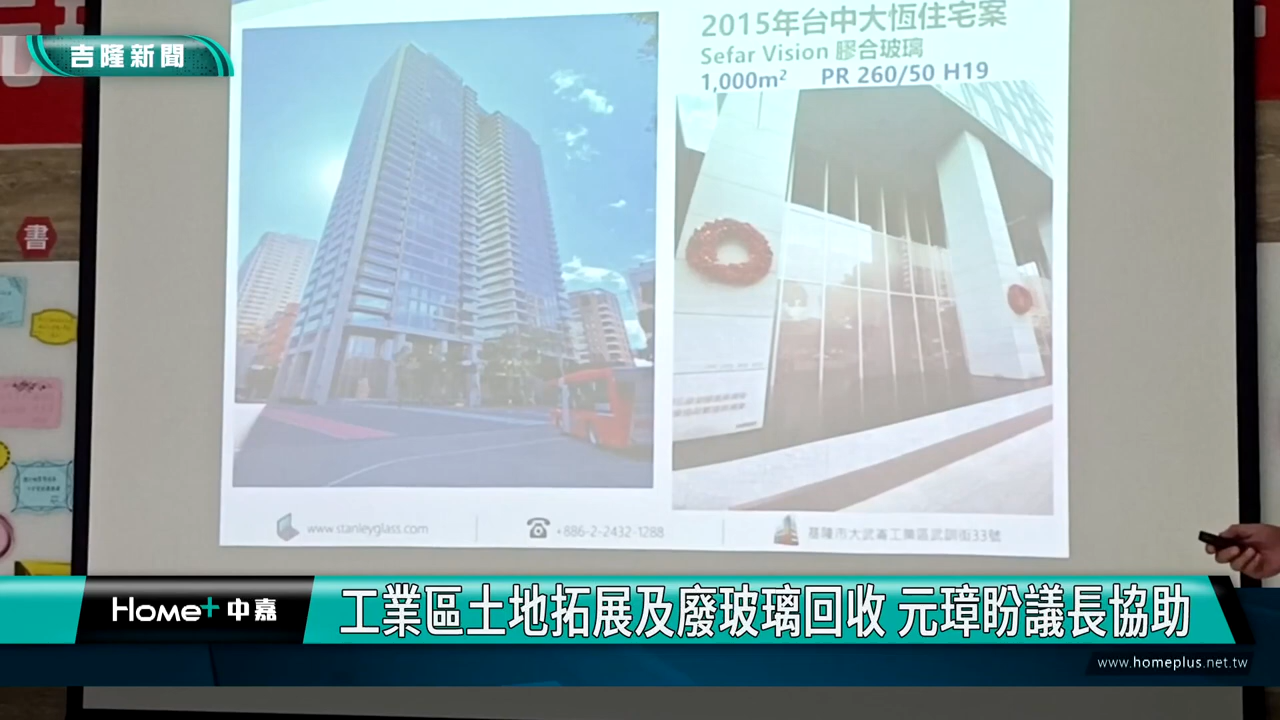 吉隆新聞
2015年台中大恆住宅案
Sefar Vision 膠合玻璃
1,000m² PR 260/50 H19
書
www.stanleyglass.com
+886-2-2432-1288
基隆市大武崙工業區武訓街33號
Home+中嘉
工業區土地拓展及廢玻璃回收 元璋盼議長協助
www.homeplus.net.tw